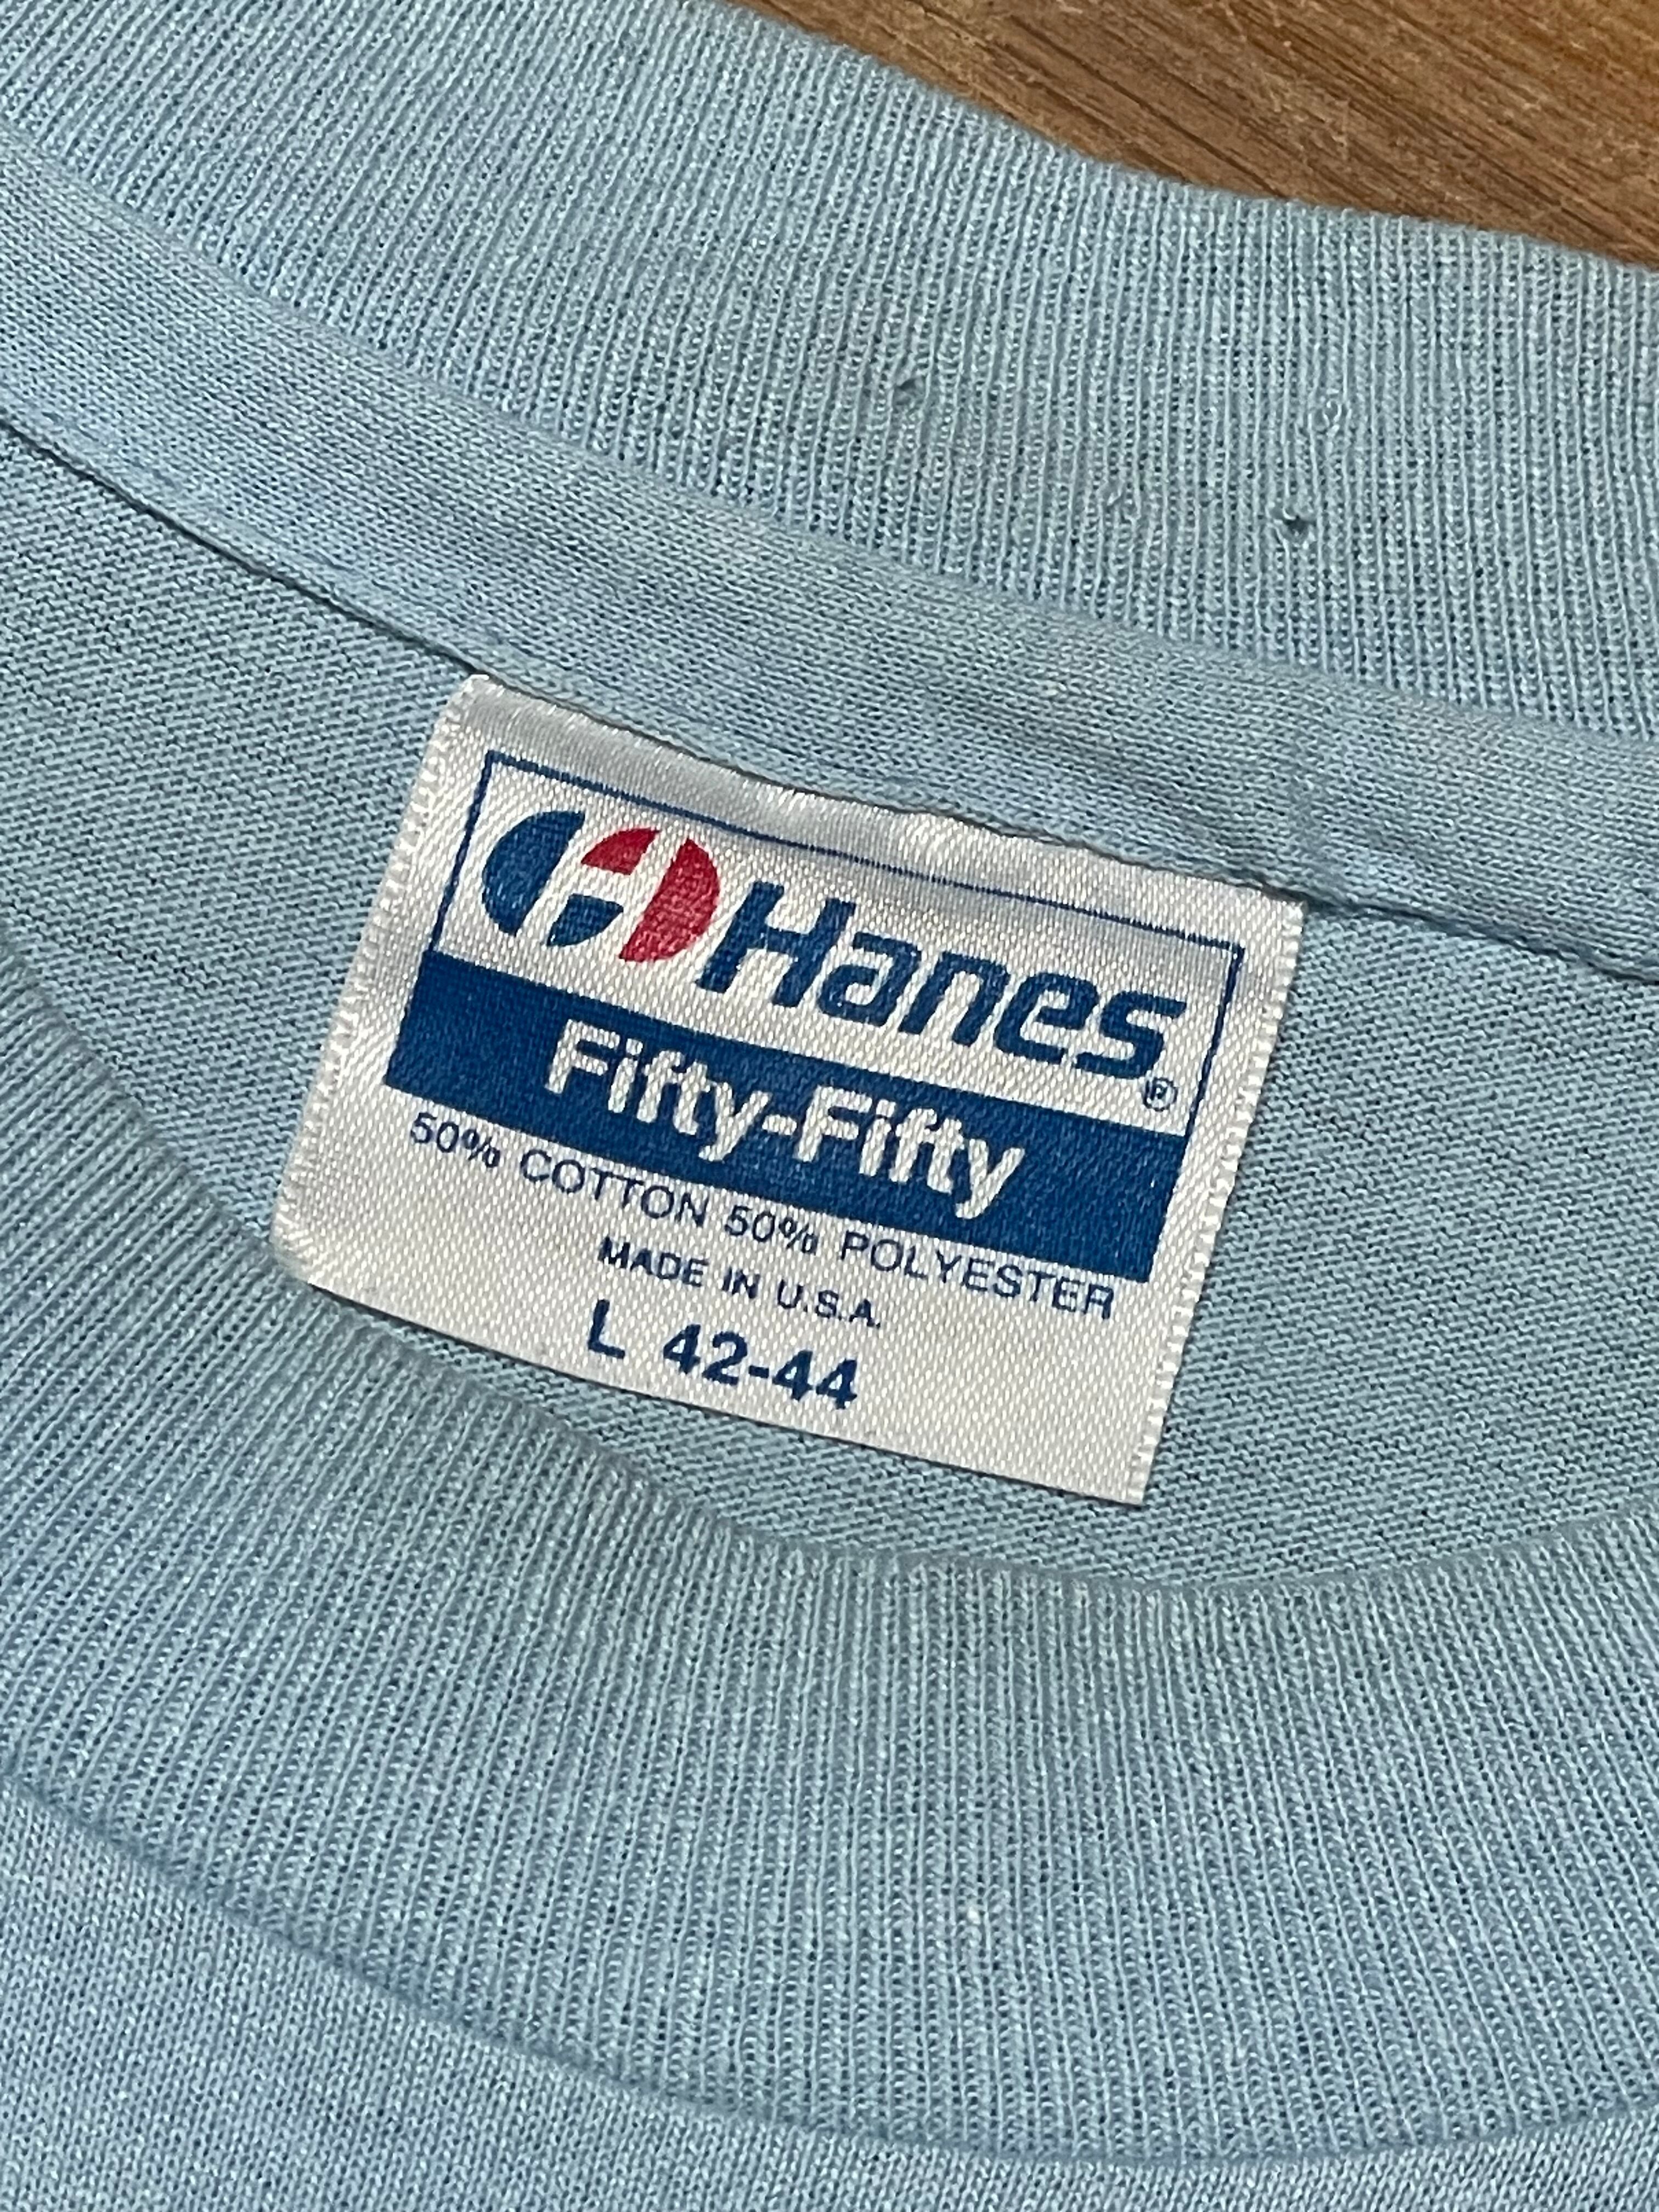 Hanes®
Fifty-Fifty
50% COTTON 50% POLYESTER
MADE IN U.S.A.
L 42-44